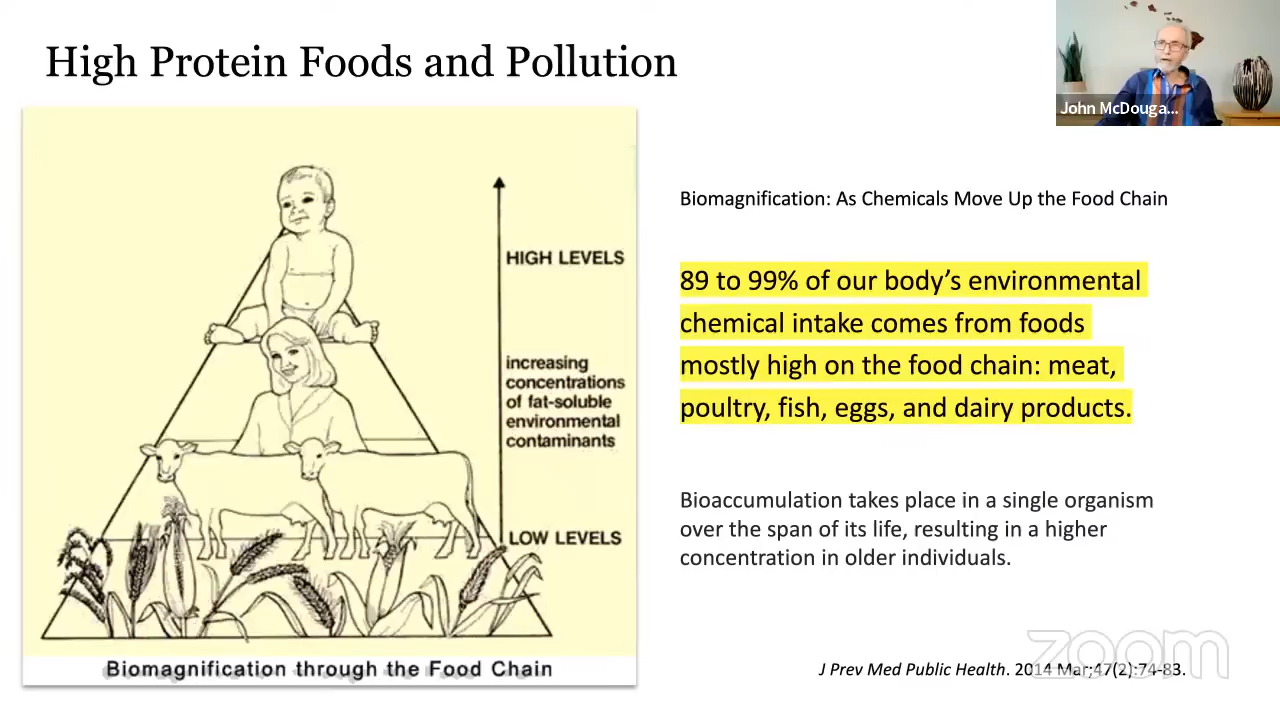 High Protein Foods and Pollution
John McDouga...
HIGH LEVELS
increasing
concentrations
of fat-soluble
environmental
contaminants
LOW LEVELS
Biomagnification through the Food Chain
Biomagnification: As Chemicals Move Up the Food Chain
89 to 99% of our body’s environmental
chemical intake comes from foods
mostly high on the food chain: meat,
poultry, fish, eggs, and dairy products.
Bioaccumulation takes place in a single organism
over the span of its life, resulting in a higher
concentration in older individuals.
J Prev Med Public Health. 2014 Mar;47(2):74-83.
zoom